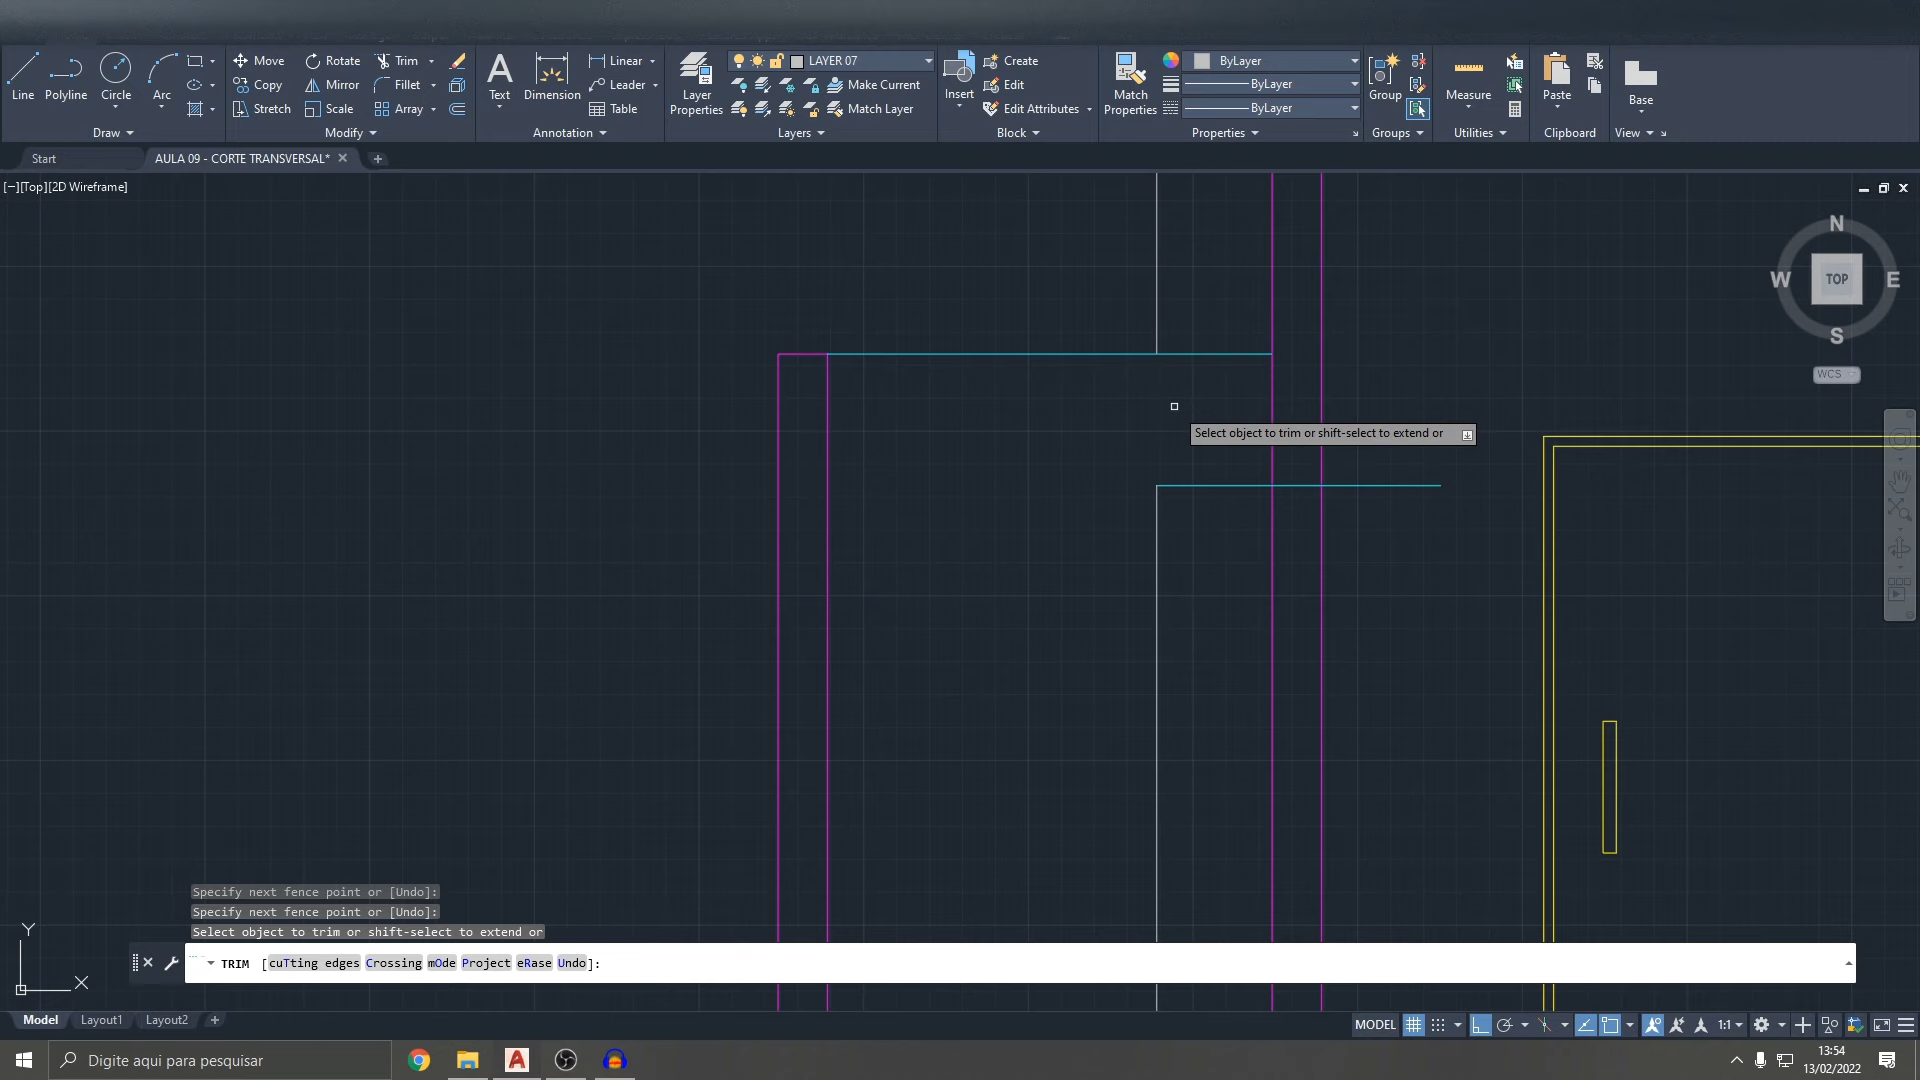 Line
Polyline
Circle
Arc
Move
Copy
Stretch
Rotate
Mirror
Scale
Trim
Fillet
Array
Text
Dimension
Linear
Leader
Table
Layer
Properties
LAYER 07
Make Current
Match Layer
Insert
Create
Edit
Edit Attributes
Match
Properties
ByLayer
ByLayer
ByLayer
Group
Measure
Paste
Base
Draw
Modify
Annotation
Layers
Block
Properties
Groups
Utilities
Clipboard
View
Start
AULA 09 - CORTE TRANSVERSAL*
[−][Top][2D Wireframe]
N
W
TOP
E
S
WCS
Select object to trim or shift-select to extend or
Specify next fence point or [Undo]:
Specify next fence point or [Undo]:
Select object to trim or shift-select to extend or
TRIM [cuTting edges Crossing mOde Project eRase Undo]:
Y
X
Model
Layout1
Layout2
MODEL
1:1
Digite aqui para pesquisar
13:54
13/02/2022